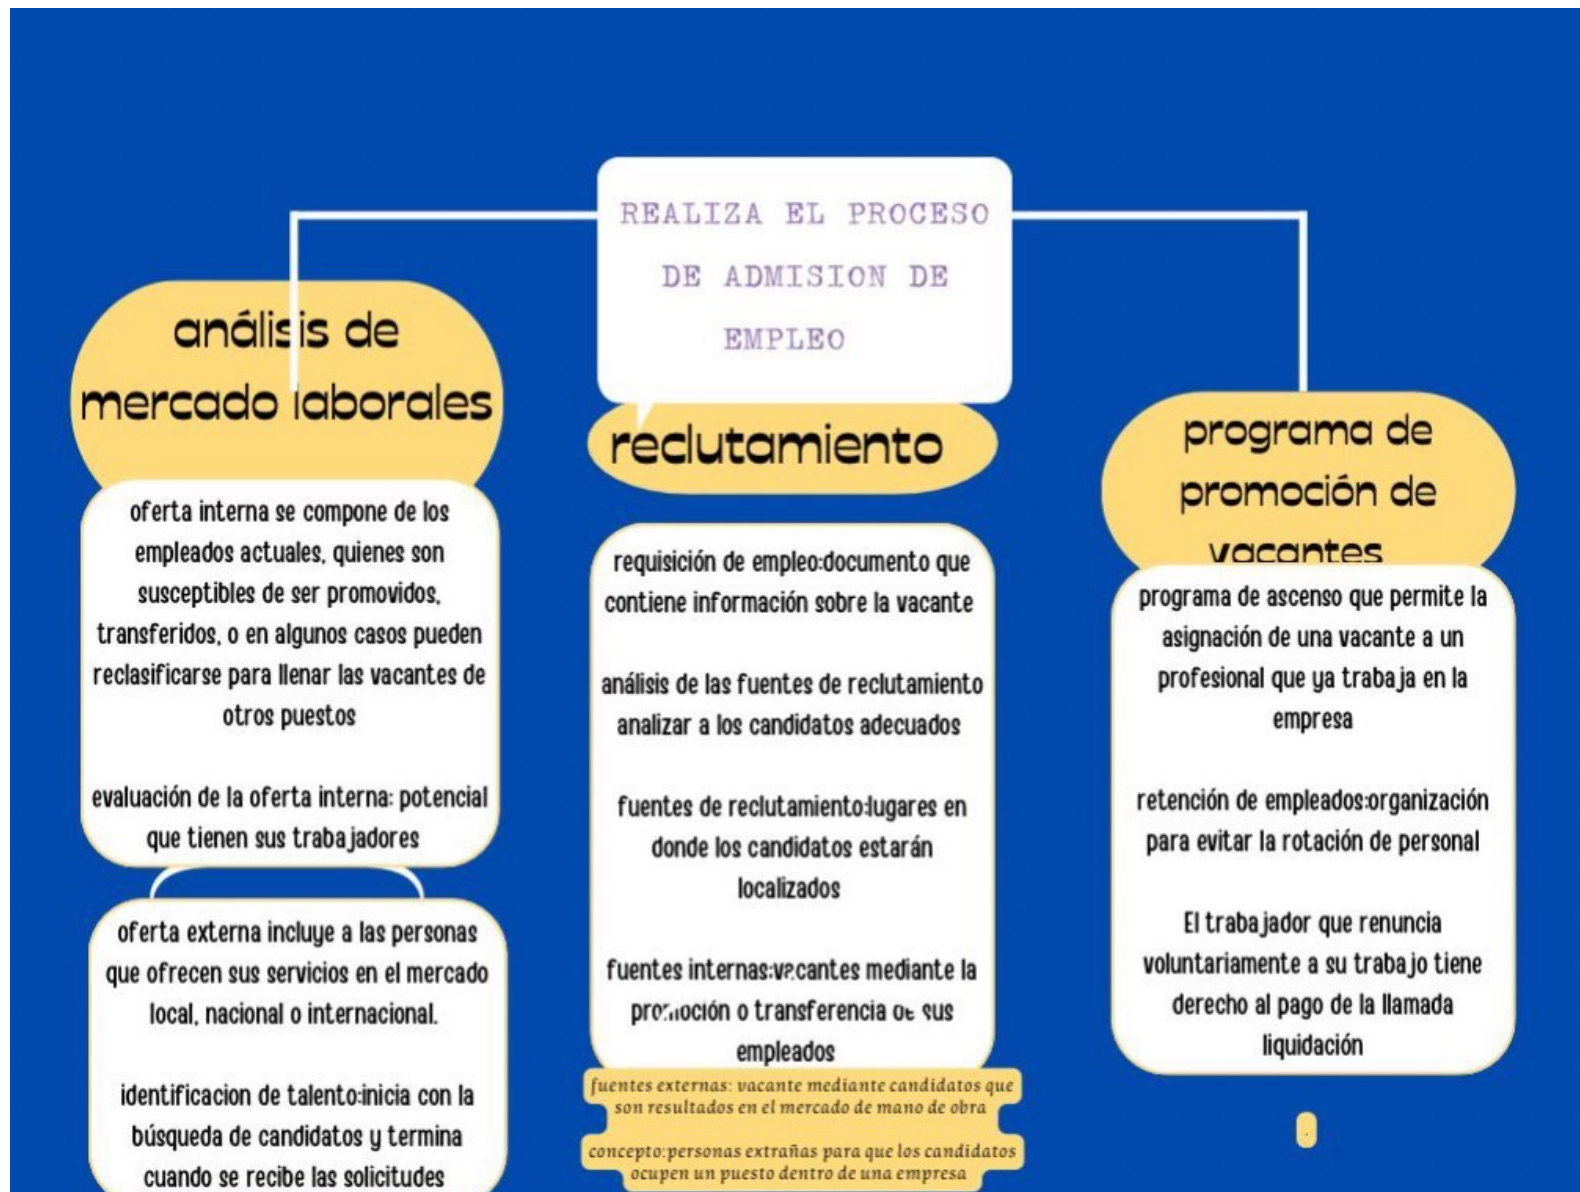 REALIZA EL PROCESO
DE ADMISION DE
EMPLEO
análisis de
mercado laborales
oferta interna se compone de los
empleados actuales, quienes son
susceptibles de ser promovidos,
transferidos, o en algunos casos pueden
reclasificarse para llenar las vacantes de
otros puestos
evaluación de la oferta interna: potencial
que tienen sus trabajadores
oferta externa incluye a las personas
que ofrecen sus servicios en el mercado
local, nacional o internacional.
identificacion de talento:inicia con la
búsqueda de candidatos y termina
cuando se recibe las solicitudes
reclutamiento
requisición de empleo:documento que
contiene información sobre la vacante
análisis de las fuentes de reclutamiento
analizar a los candidatos adecuados
fuentes de reclutamiento:lugares en
donde los candidatos estarán
localizados
fuentes internas:vacantes mediante la
promoción o transferencia de sus
empleados
fuentes externas: vacante mediante candidatos que
son resultados en el mercado de mano de obra
concepto:personas extrañas para que los candidatos
ocupen un puesto dentro de una empresa
programa de
promoción de
vacantes
programa de ascenso que permite la
asignación de una vacante a un
profesional que ya trabaja en la
empresa
retención de empleados:organización
para evitar la rotación de personal
El trabajador que renuncia
voluntariamente a su trabajo tiene
derecho al pago de la llamada
liquidación
.